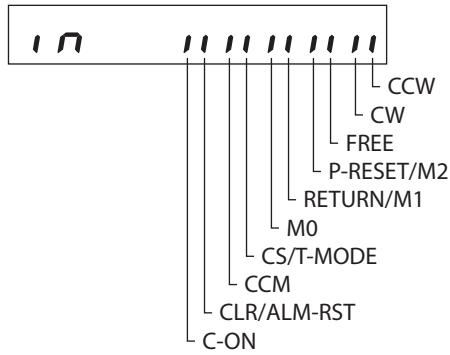 in
CCW
CW
FREE
P-RESET/M2
RETURN/M1
M0
CS/T-MODE
CCM
CLR/ALM-RST
C-ON